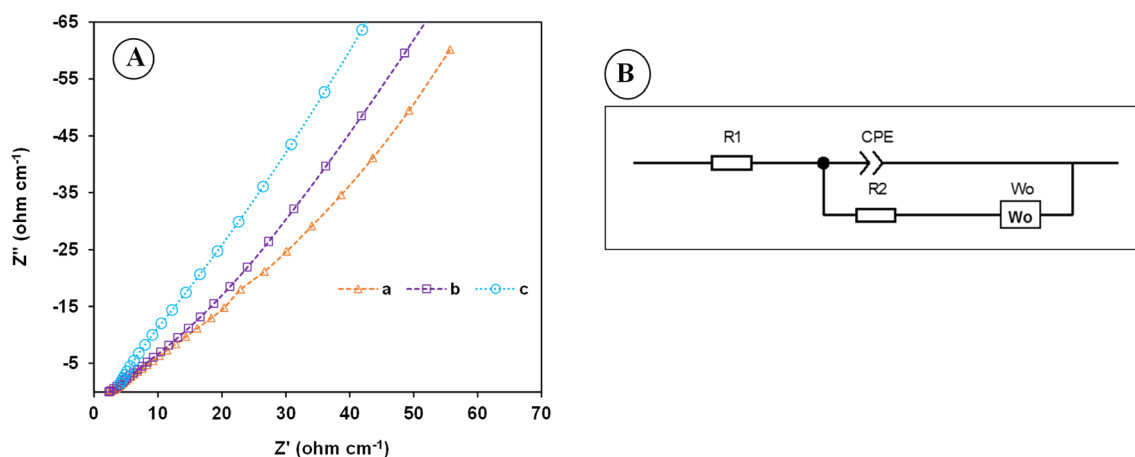 A
-65
-55
-45
-35
-25
-15
-5
Z'' (ohm cm-1)
a b c
0 10 20 30 40 50 60 70
Z' (ohm cm-1)
B
R1 CPE
R2 Wo
Wo